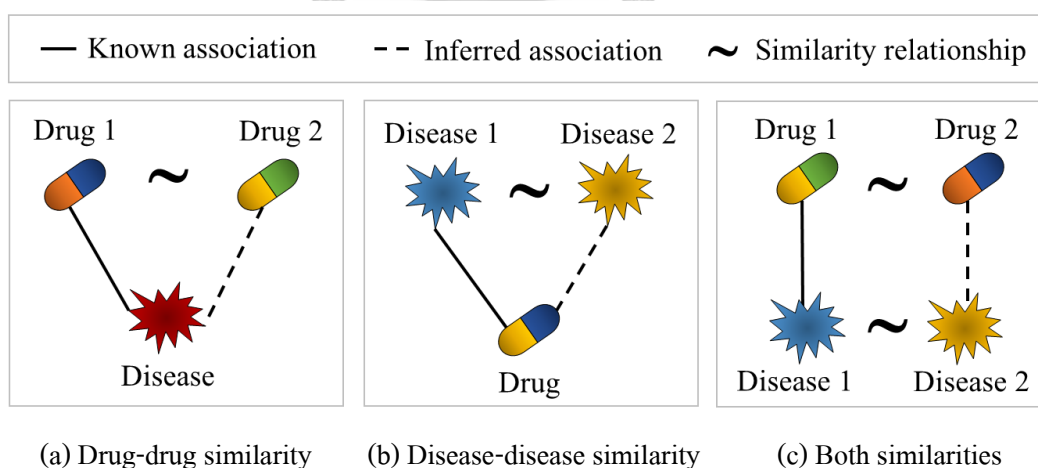 Known association Inferred association ~ Similarity relationship
Drug 1 ~ Drug 2
Disease
Disease 1 ~ Disease 2
Drug
Drug 1 ~ Drug 2
Disease 1 ~ Disease 2
(a) Drug-drug similarity (b) Disease-disease similarity (c) Both similarities